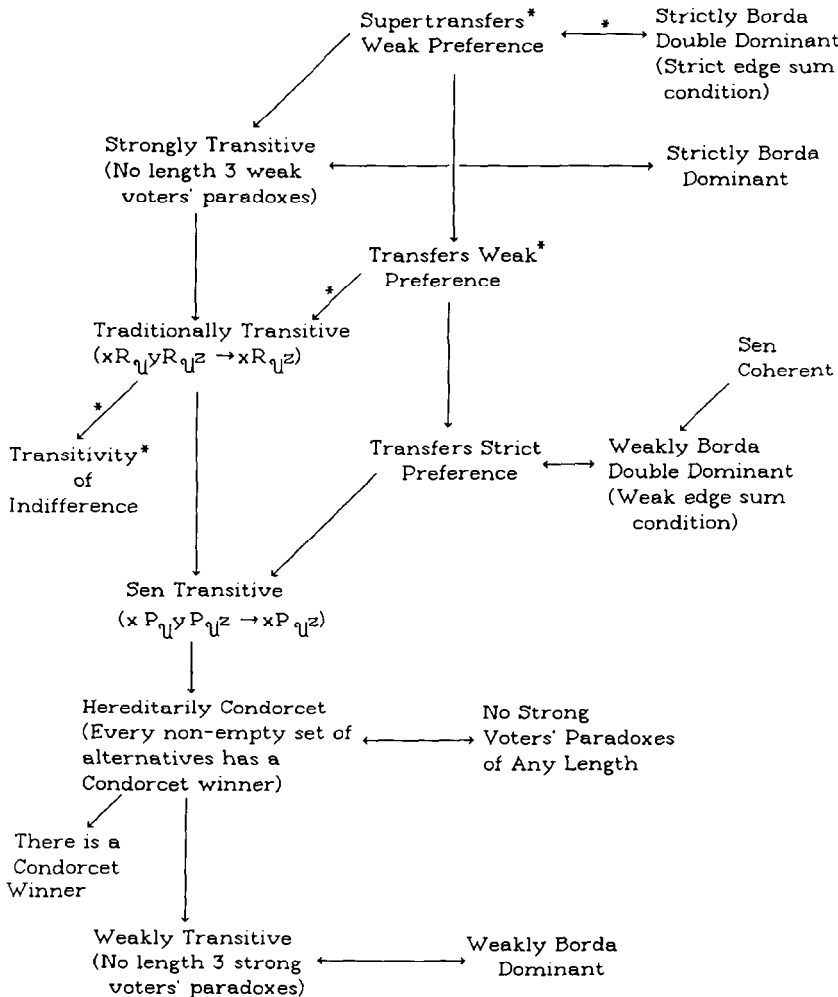 Supertransfers*
Weak Preference
*
Strictly Borda
Double Dominant
(Strict edge sum
condition)
Strongly Transitive
(No length 3 weak
voters' paradoxes)
Strictly Borda
Dominant
Transfers Weak*
Preference
*
Traditionally Transitive
(xR𝒰yR𝒰z → xR𝒰z)
Sen
Coherent
*
Transitivity*
of
Indifference
Transfers Strict
Preference
Weakly Borda
Double Dominant
(Weak edge sum
condition)
Sen Transitive
(x P𝒰y P𝒰z → xP𝒰z)
Hereditarily Condorcet
(Every non-empty set of
alternatives has a
Condorcet winner)
No Strong
Voters' Paradoxes
of Any Length
There is a
Condorcet
Winner
Weakly Transitive
(No length 3 strong
voters' paradoxes)
Weakly Borda
Dominant